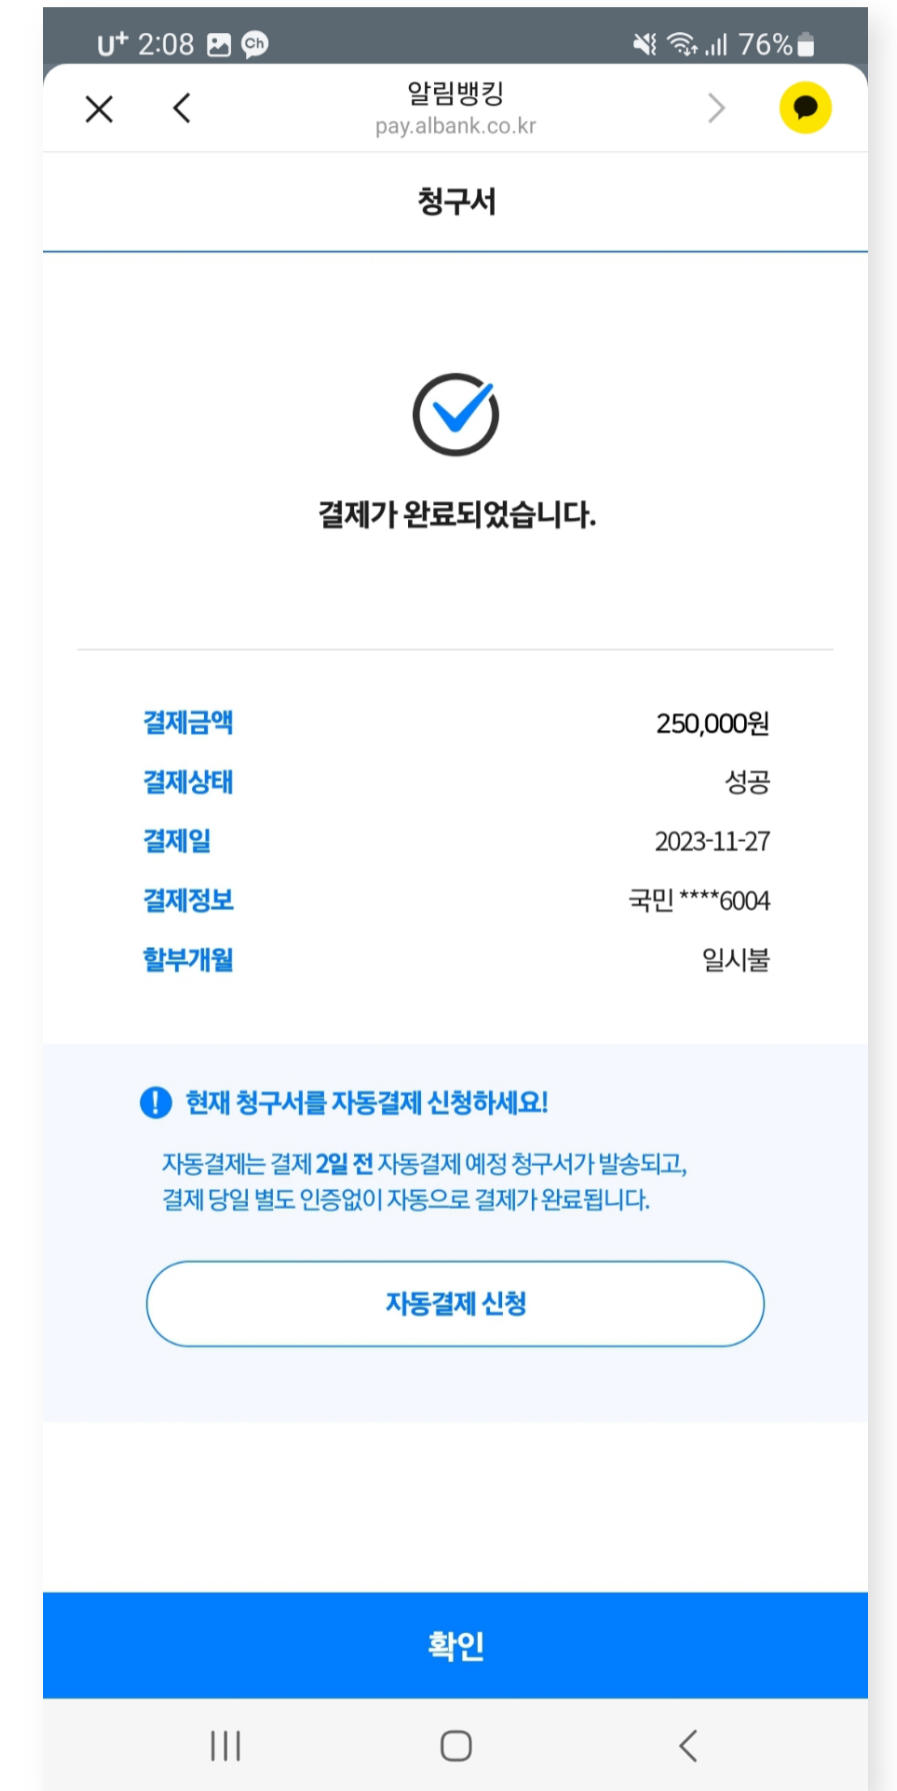 U+ 2:08 Ch 76%
알림뱅킹
pay.albank.co.kr
청구서
결제가 완료되었습니다.
결제금액 250,000원
결제상태 성공
결제일 2023-11-27
결제정보 국민 ****6004
할부개월 일시불
! 현재 청구서를 자동결제 신청하세요!
자동결제는 결제 2일 전 자동결제 예정 청구서가 발송되고,
결제 당일 별도 인증없이 자동으로 결제가 완료됩니다.
자동결제 신청
확인